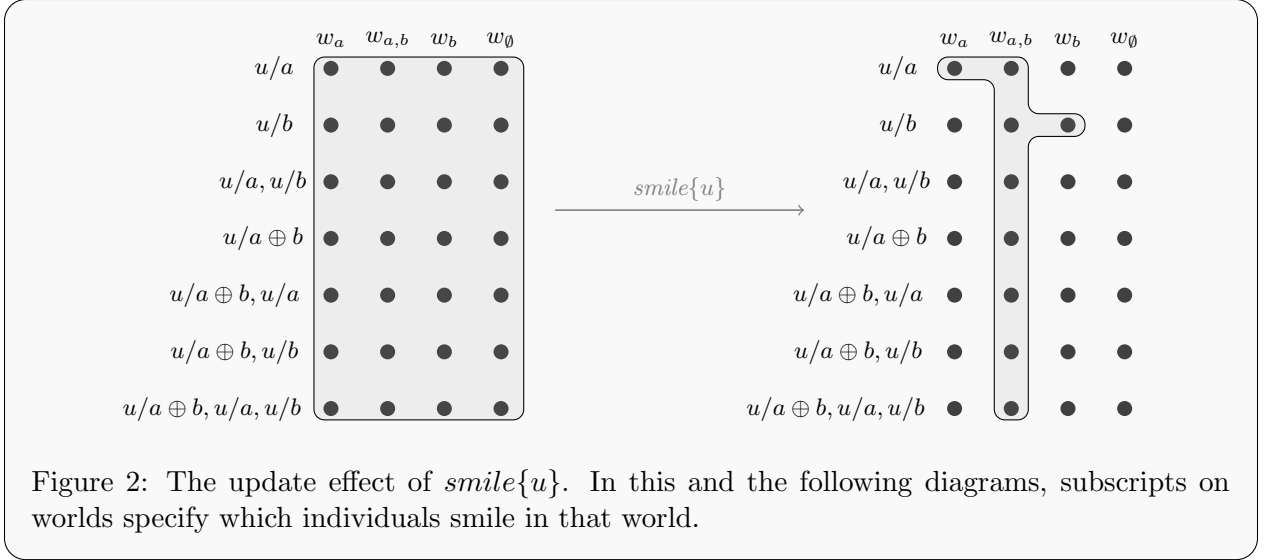 w_a w_{a,b} w_b w_∅ w_a w_{a,b} w_b w_∅
u/a u/a
u/b u/b
u/a, u/b smile{u} u/a, u/b
u/a ⊕ b u/a ⊕ b
u/a ⊕ b, u/a u/a ⊕ b, u/a
u/a ⊕ b, u/b u/a ⊕ b, u/b
u/a ⊕ b, u/a, u/b u/a ⊕ b, u/a, u/b
Figure 2: The update effect of smile{u}. In this and the following diagrams, subscripts on
worlds specify which individuals smile in that world.